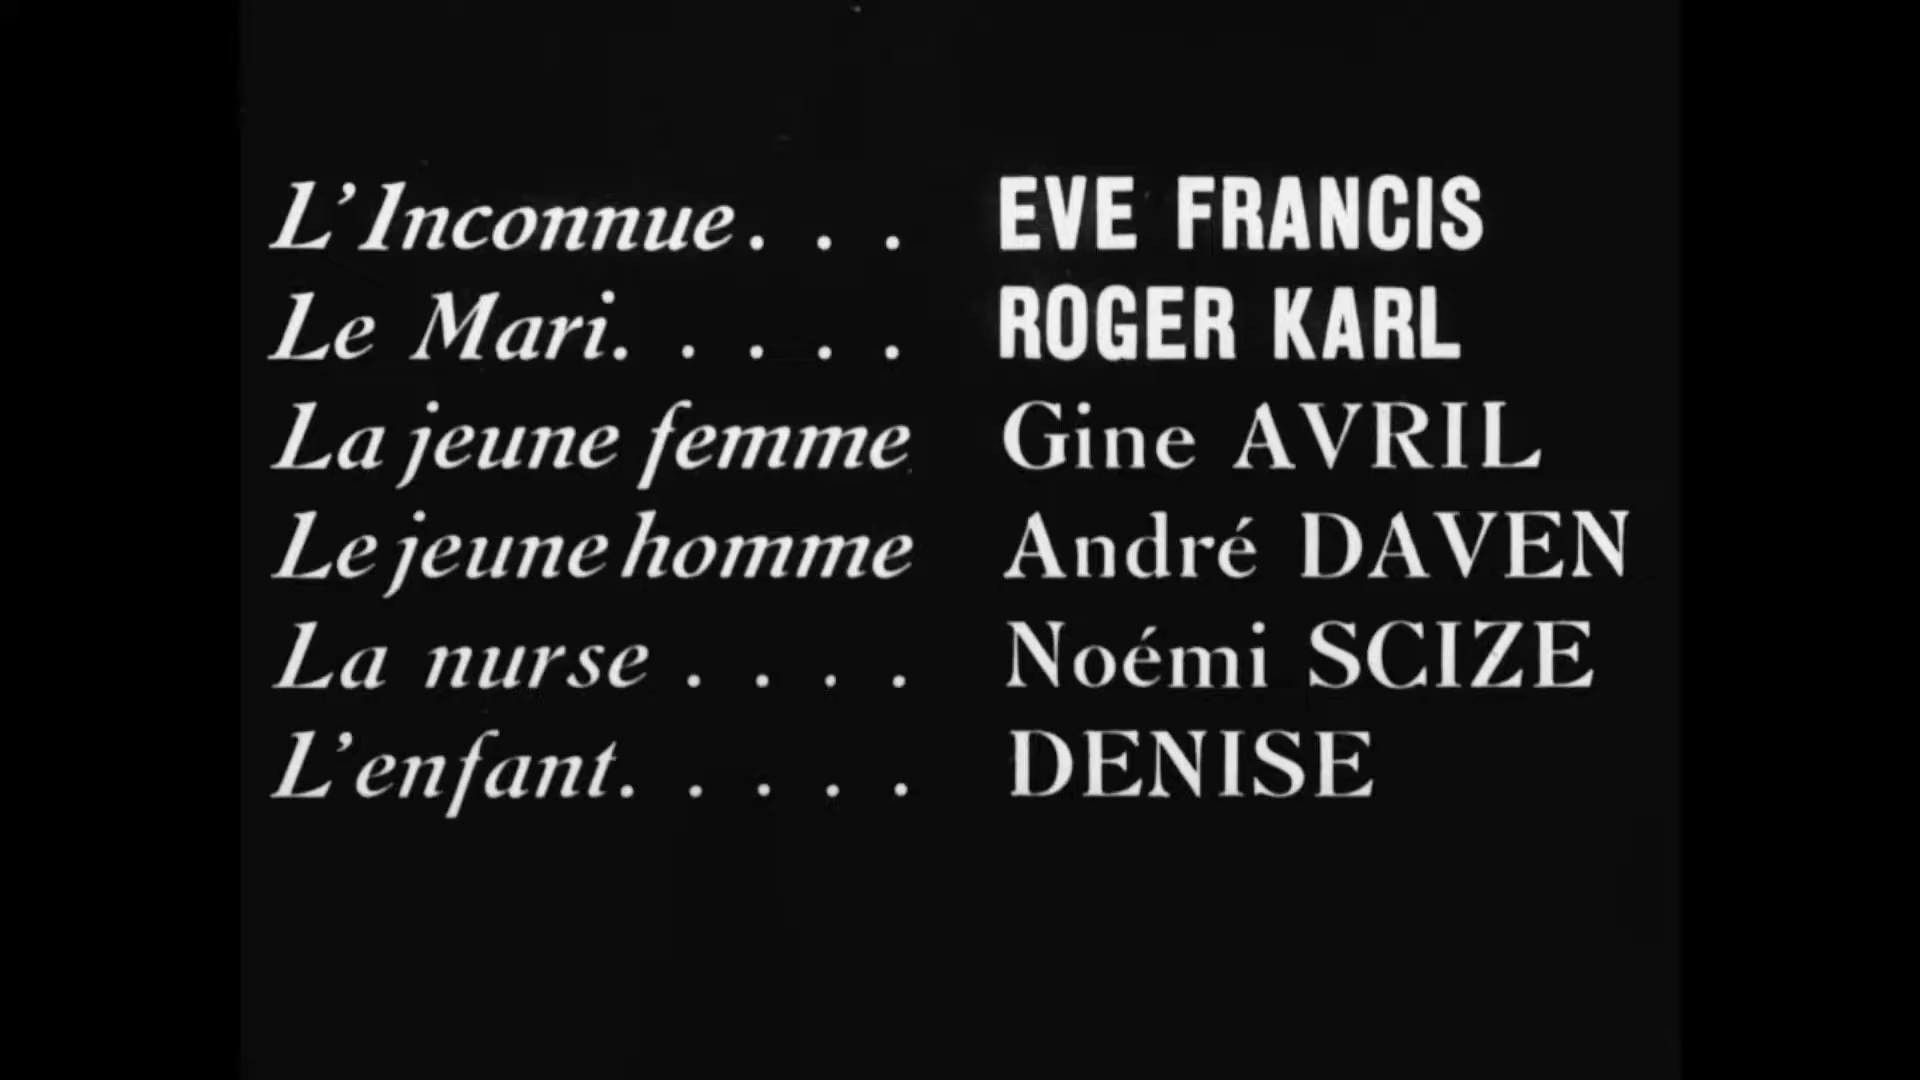 L'Inconnue. . . EVE FRANCIS
Le Mari. . . . . ROGER KARL
La jeune femme Gine AVRIL
Le jeune homme André DAVEN
La nurse . . . . Noémi SCIZE
L'enfant. . . . . DENISE